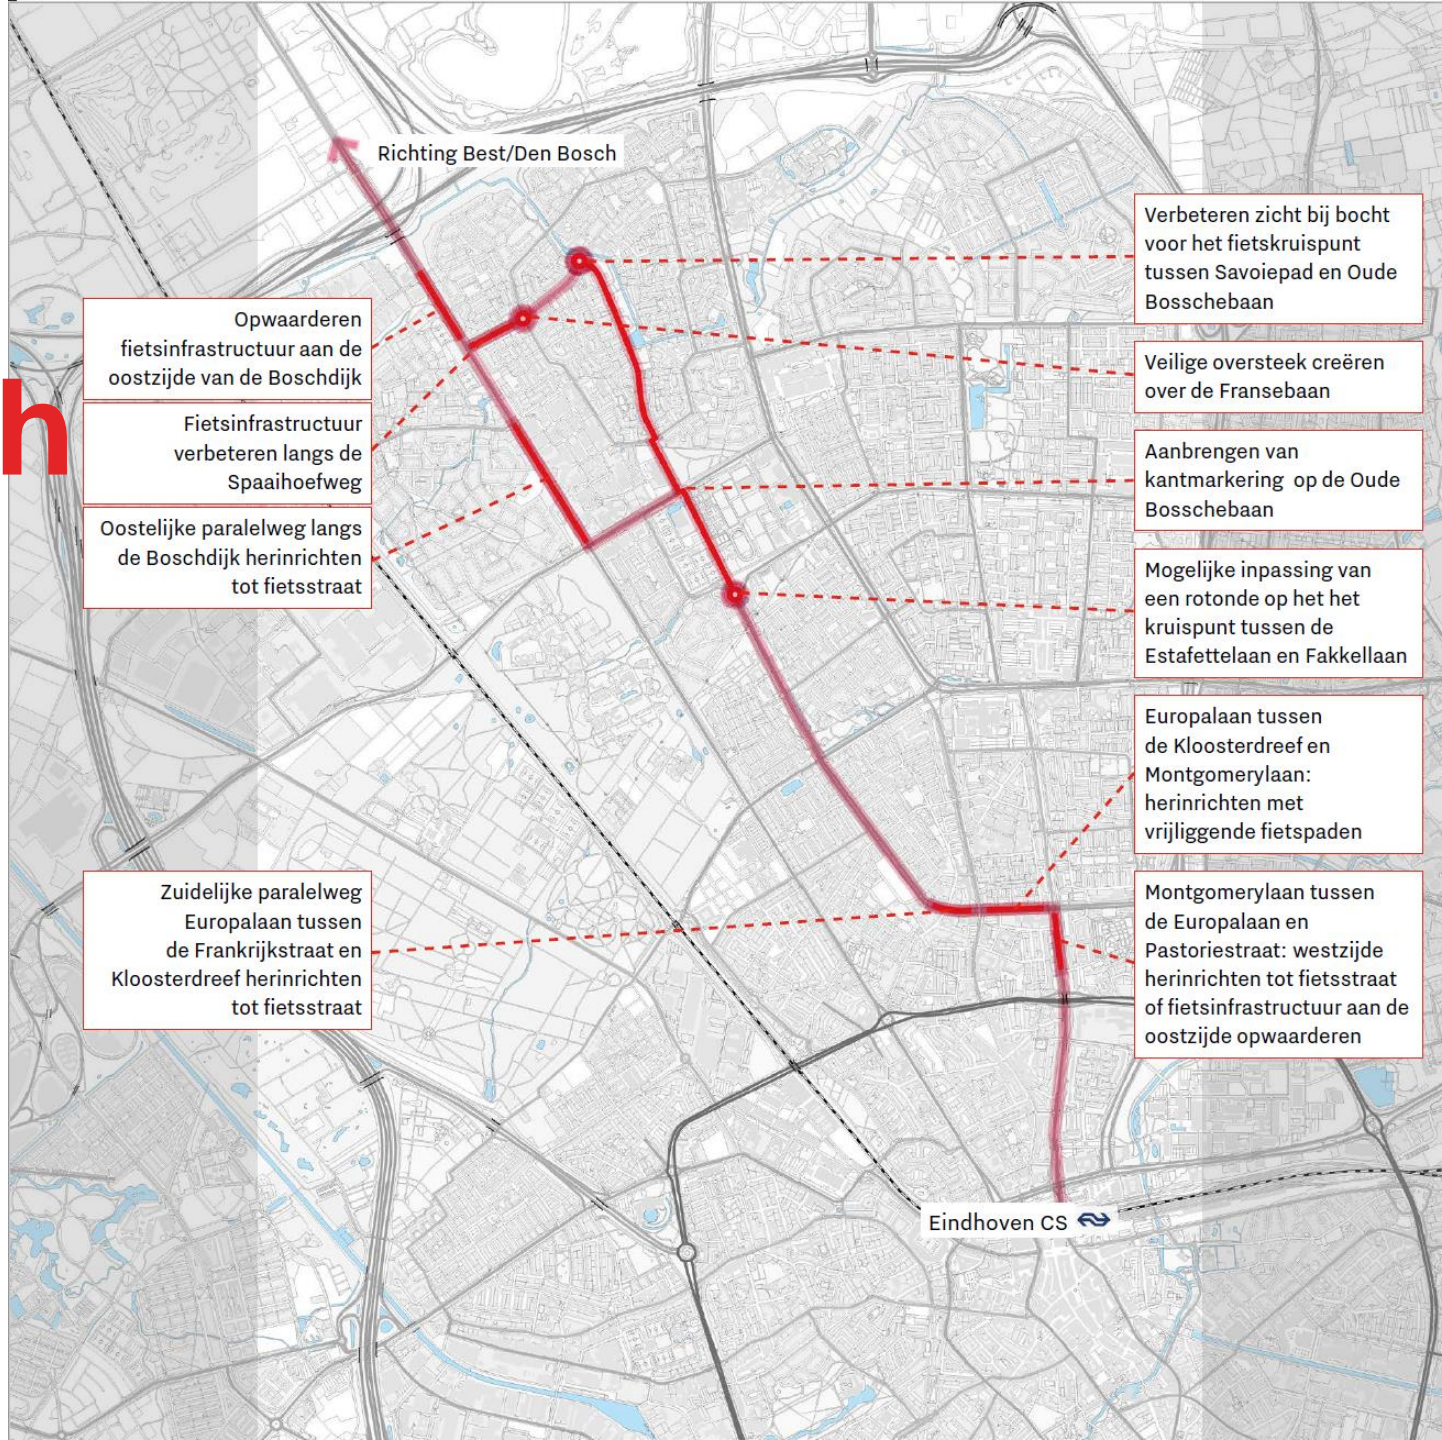 Richting Best/Den Bosch
Verbeteren zicht bij bocht
voor het fietskruispunt
tussen Savoiepad en Oude
Bosschebaan
Opwaarderen
fietsinfrastructuur aan de
oostzijde van de Boschdijk
Veilige oversteek creëren
over de Fransebaan
h
Fietsinfrastructuur
verbeteren langs de
Spaaihoefweg
Aanbrengen van
kantmarkering op de Oude
Bosschebaan
Oostelijke paralelweg langs
de Boschdijk herinrichten
tot fietsstraat
Mogelijke inpassing van
een rotonde op het het
kruispunt tussen de
Estafettelaan en Fakkellaan
Europalaan tussen
de Kloosterdreef en
Montgomerylaan:
herinrichten met
vrijliggende fietspaden
Zuidelijke paralelweg
Europalaan tussen
de Frankrijkstraat en
Kloosterdreef herinrichten
tot fietsstraat
Montgomerylaan tussen
de Europalaan en
Pastoriestraat: westzijde
herinrichten tot fietsstraat
of fietsinfrastructuur aan de
oostzijde opwaarderen
Eindhoven CS